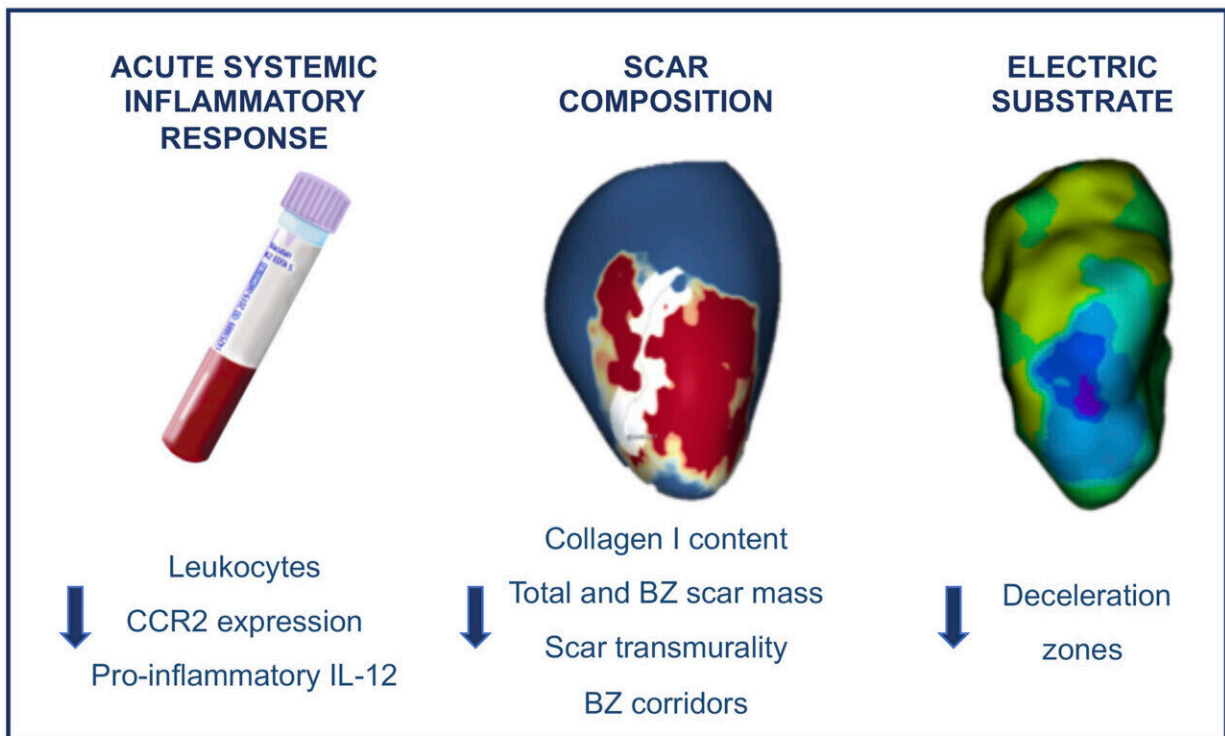 ACUTE SYSTEMIC
INFLAMMATORY
RESPONSE
Leukocytes
CCR2 expression
Pro-inflammatory IL-12
SCAR
COMPOSITION
Collagen I content
Total and BZ scar mass
Scar transmurality
BZ corridors
ELECTRIC
SUBSTRATE
Deceleration
zones